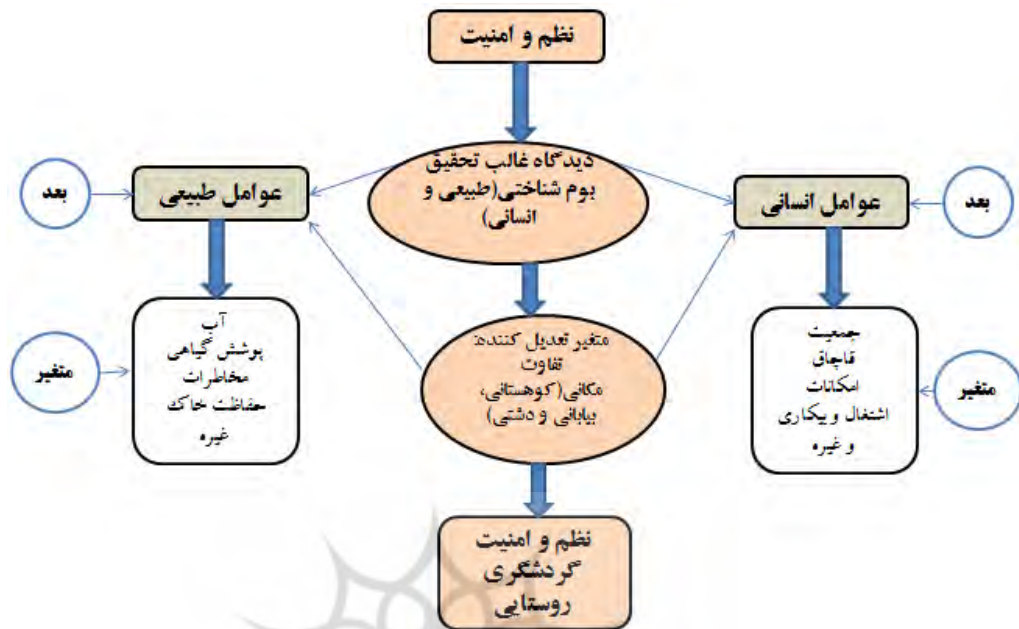 نظم و امنیت
دیدگاه غالب تحقیق
بوم شناختی(طبیعی و
انسانی)
عوامل انسانی
بعد
عوامل طبیعی
بعد
جمعیت
قاچاق
امکانات
اشتغال و بیکاری
و غیره
متغیر
متغیر تعدیل کننده:
تفاوت
مکانی(کوهستانی،
بیابانی و دشتی)
آب
پوشش گیاهی
مخاطرات
حفاظت خاک
غیره
متغیر
نظم و امنیت
گردشگری
روستایی